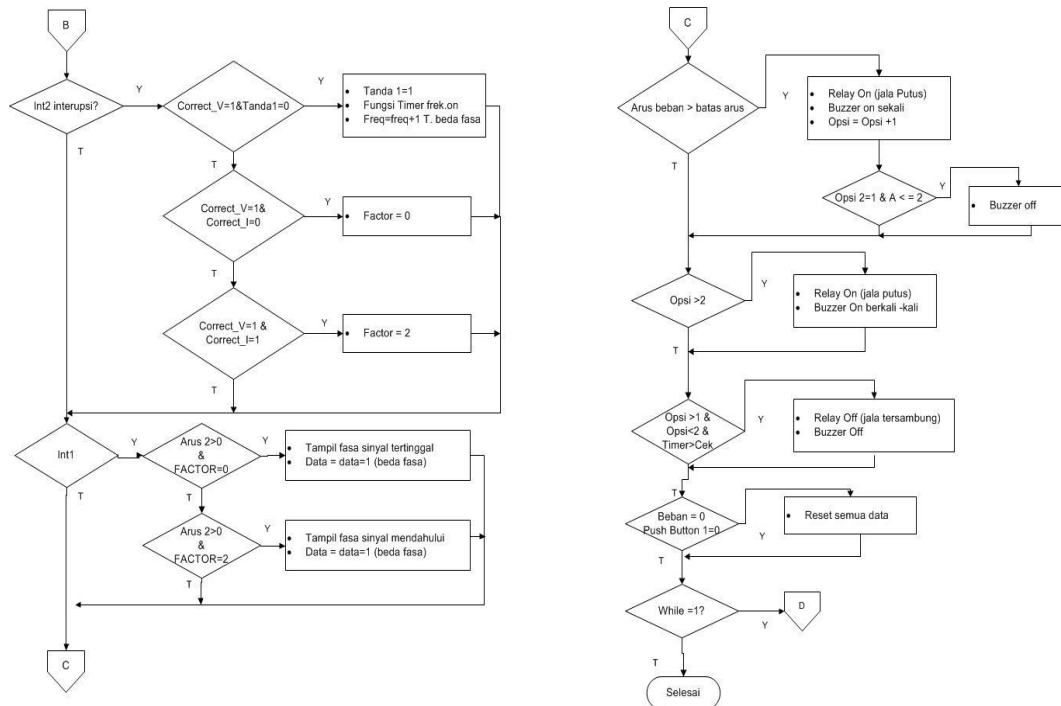 B
Int2 interupsi?
Y
Correct_V=1&Tanda1=0
Y
Tanda 1=1
Fungsi Timer frek.on
Freq=freq+1 T. beda fasa
T
T
Correct_V=1&
Correct_I=0
Y
Factor = 0
T
Correct_V=1 &
Correct_I=1
Y
Factor = 2
T
Int1
Y
Arus 2>0
&
FACTOR=0
Y
Tampil fasa sinyal tertinggal
Data = data=1 (beda fasa)
T
T
Arus 2>0
&
FACTOR=2
Y
Tampil fasa sinyal mendahului
Data = data=1 (beda fasa)
T
C
C
Arus beban > batas arus
Y
Relay On (jala Putus)
Buzzer on sekali
Opsi = Opsi +1
T
Opsi 2=1 & A < = 2
Y
Buzzer off
Opsi >2
Y
Relay On (jala putus)
Buzzer On berkali -kali
T
Opsi >1 &
Opsi<2 &
Timer>Cek
Y
Relay Off (jala tersambung)
Buzzer Off
T
Beban = 0
Push Button 1=0
Y
Reset semua data
T
While =1?
Y
D
T
Selesai